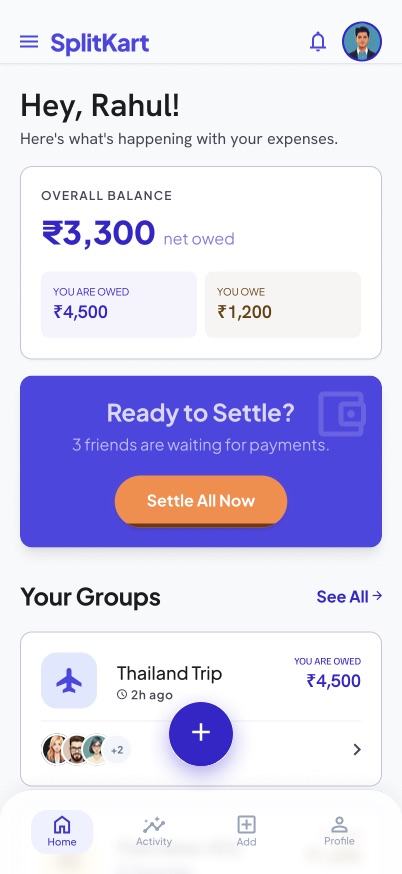 SplitKart
Hey, Rahul!
Here's what's happening with your expenses.
OVERALL BALANCE
₹3,300 net owed
YOU ARE OWED
₹4,500
YOU OWE
₹1,200
Ready to Settle?
3 friends are waiting for payments.
Settle All Now
Your Groups
See All →
Thailand Trip
2h ago
YOU ARE OWED
₹4,500
+2
+
Home
Activity
Add
Profile